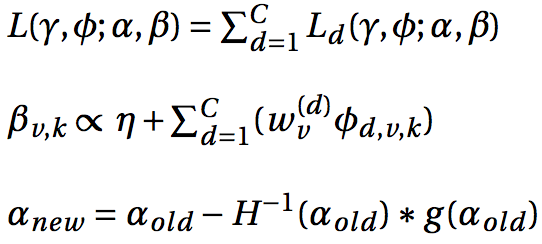 L(γ, ϕ; α, β) = ∑_{d=1}^{C} L_d(γ, ϕ; α, β)
β_{v,k} ∝ η + ∑_{d=1}^{C}(w_v^{(d)} ϕ_{d,v,k})
α_{new} = α_{old} − H^{−1}(α_{old}) ∗ g(α_{old})